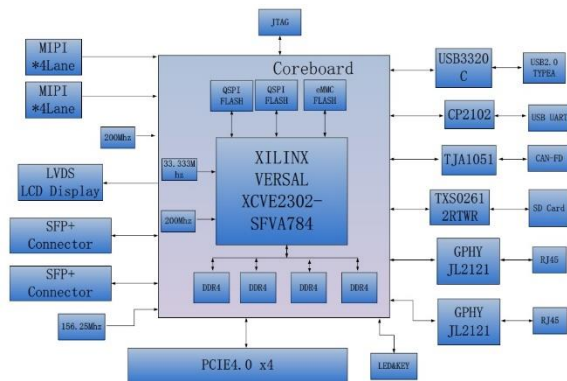 JTAG
Coreboard
MIPI
*4Lane
MIPI
*4Lane
200Mhz
LVDS
LCD Display
SFP+
Connector
SFP+
Connector
156.25Mhz
QSPI
FLASH
QSPI
FLASH
eMMC
FLASH
33.333M
hz
200Mhz
XILINX
VERSAL
XCVE2302-
SFVA784
DDR4
DDR4
DDR4
DDR4
USB3320
C
USB2.0
TYPEA
CP2102
USB UART
TJA1051
CAN-FD
TXS0261
2RTWR
SD Card
GPHY
JL2121
RJ45
GPHY
JL2121
RJ45
PCIE4.0 x4
LED&KEY